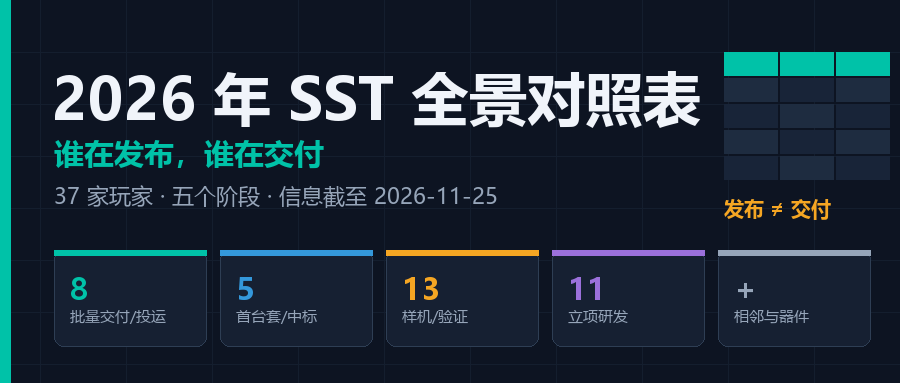 2026 年 SST 全景对照表
谁在发布，谁在交付
37 家玩家 · 五个阶段 · 信息截至 2026-11-25
发布 ≠ 交付
8
批量交付/投运
5
首台套/中标
13
样机/验证
11
立项研发
+
相邻与器件